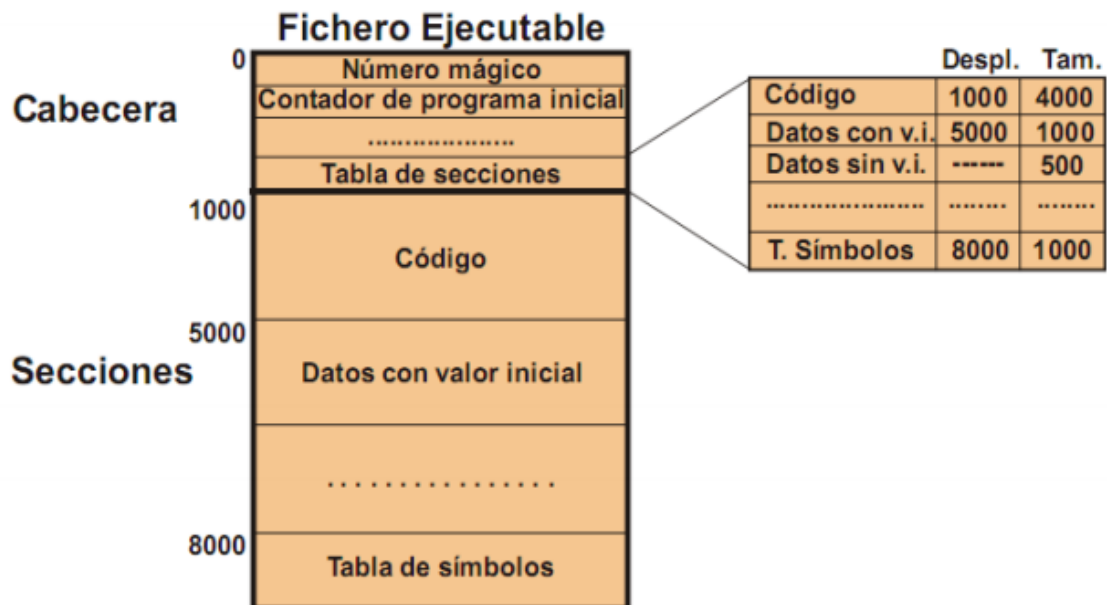 Fichero Ejecutable
0
Cabecera
Número mágico
Contador de programa inicial
....................
Tabla de secciones
Despl. Tam.
Código 1000 4000
Datos con v.i. 5000 1000
Datos sin v.i. ------ 500
...................... ........ ........
T. Símbolos 8000 1000
1000
Código
5000
Secciones
Datos con valor inicial
. . . . . . . . . . . . . . . .
8000
Tabla de símbolos